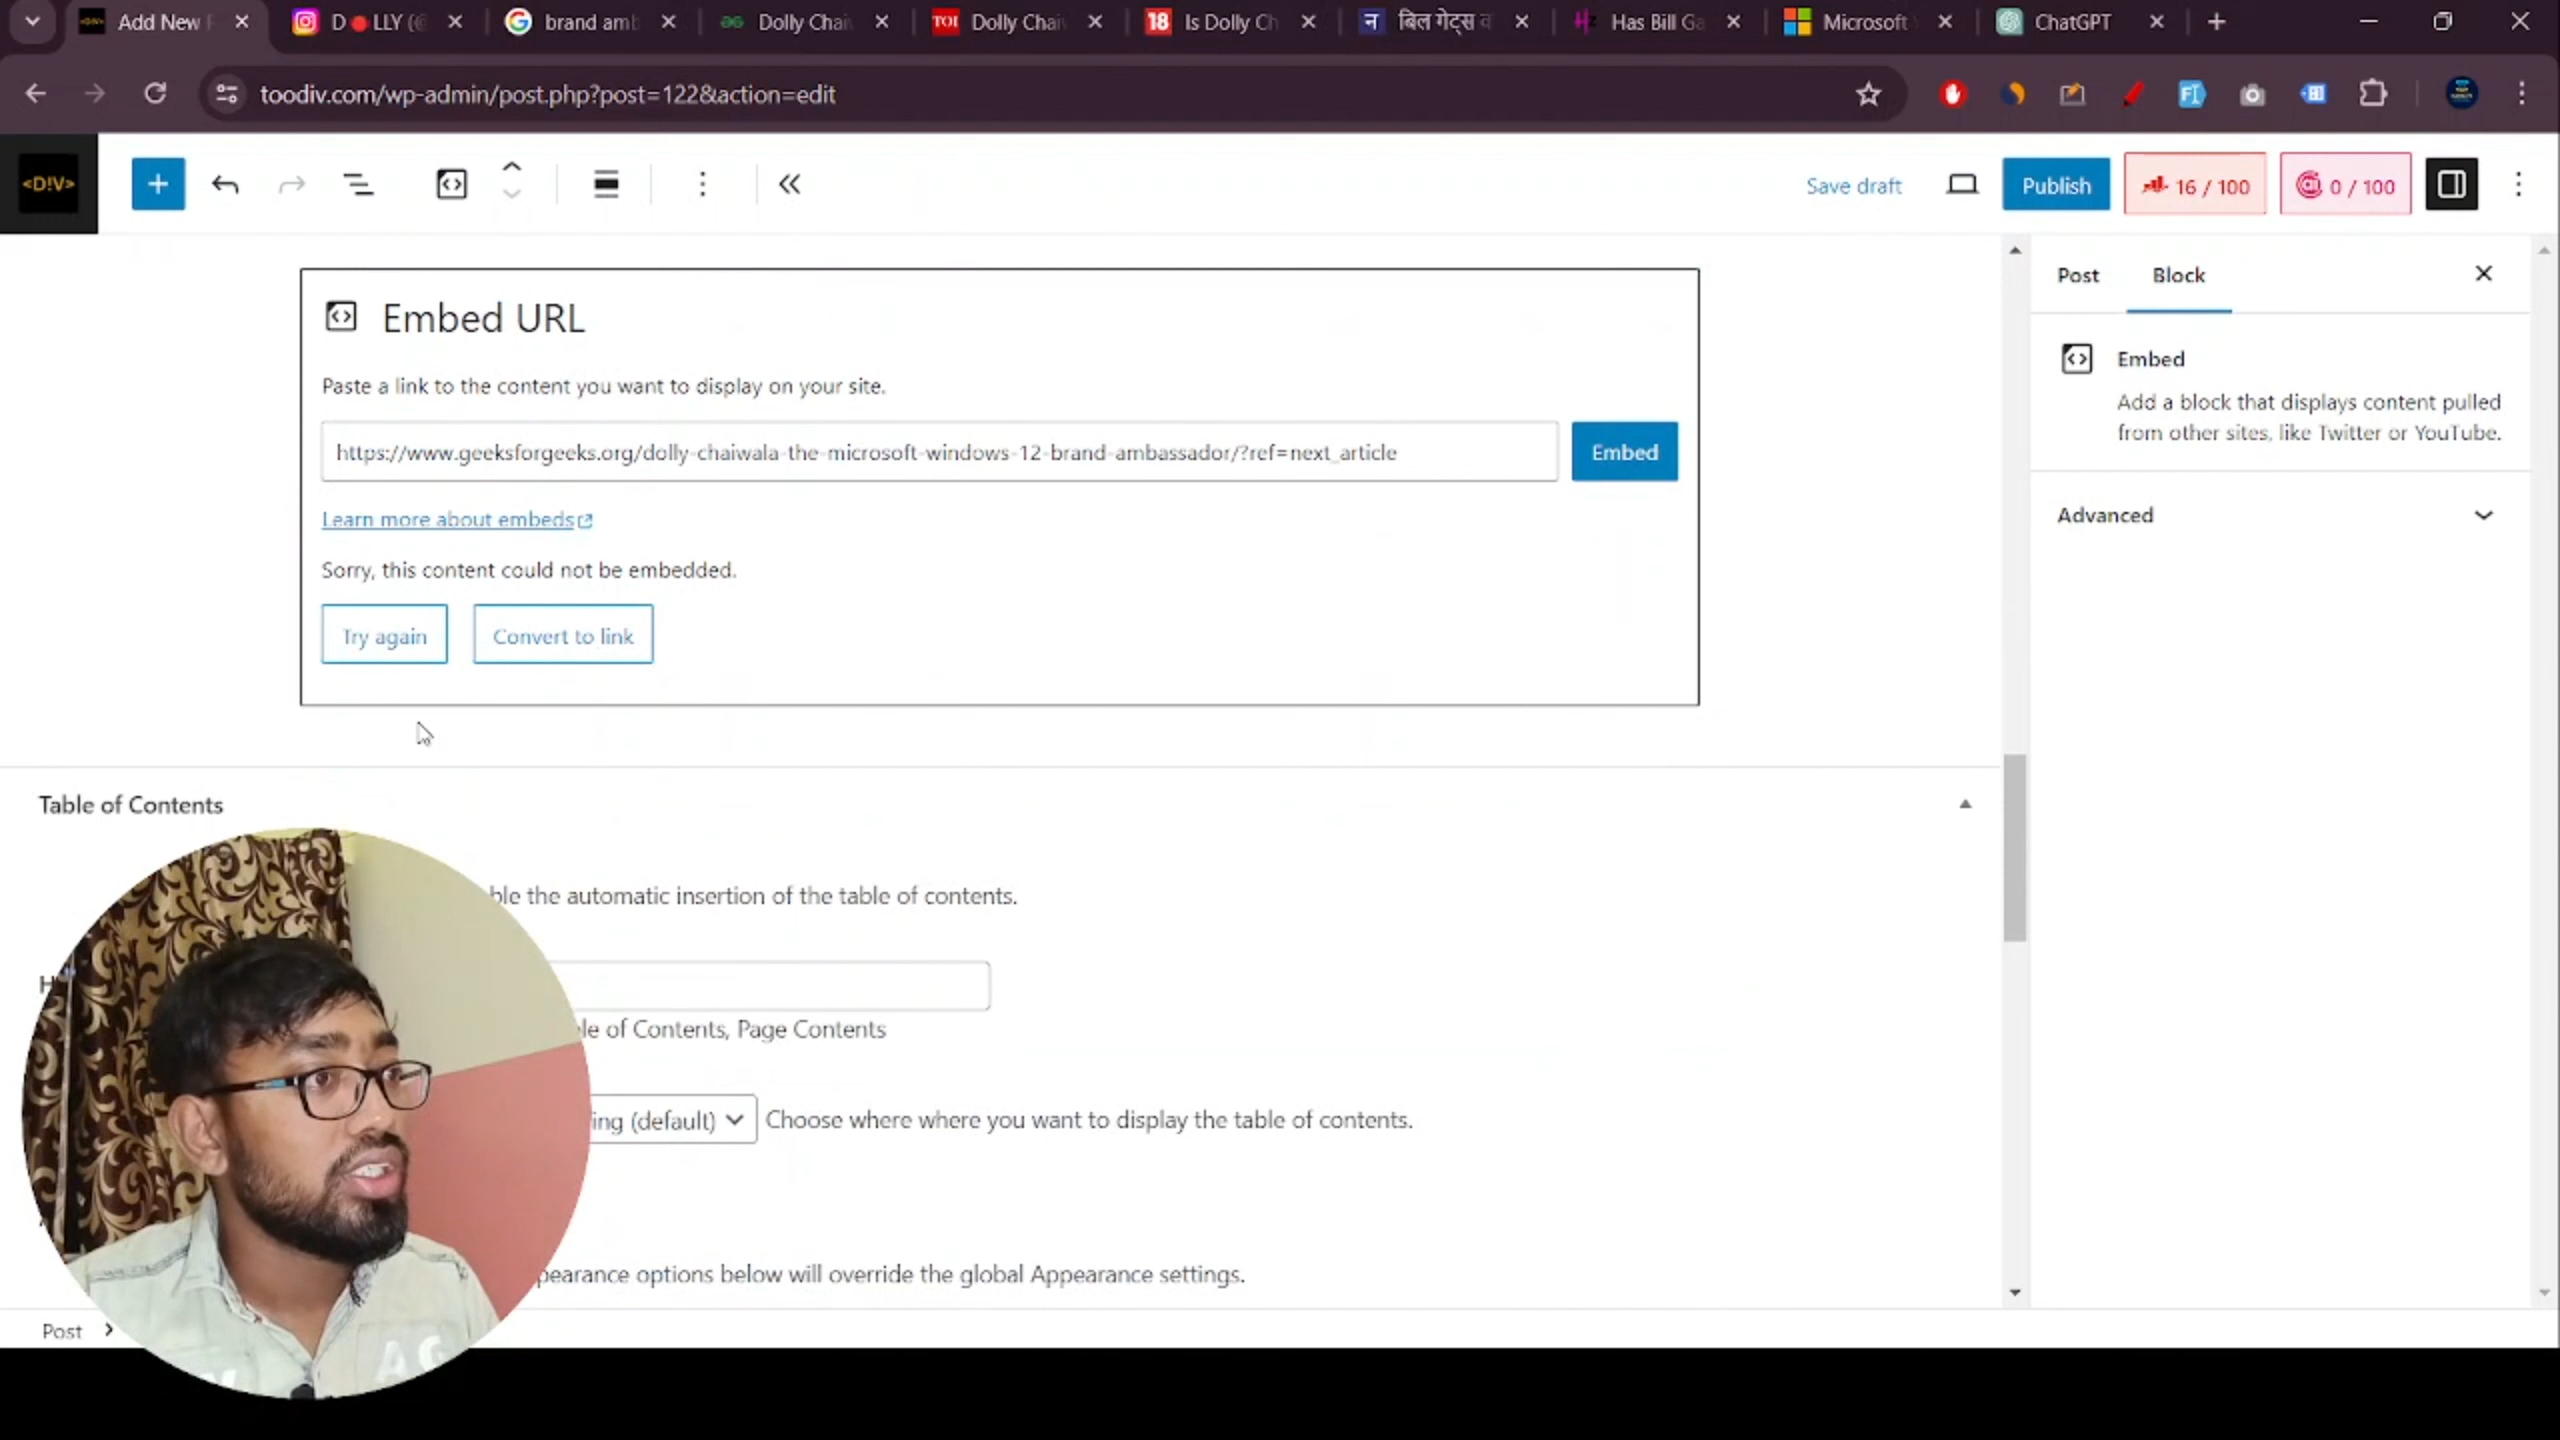 Add New
D LLY (@
brand amb
Dolly Chai
TOI
Dolly Chai
18
Is Dolly Ch
न
बिल गेट्स
Has Bill Ga
Microsoft
ChatGPT
toodiv.com/wp-admin/post.php?post=122&action=edit
<D!V>
Save draft
Publish
16 / 100
0 / 100
Post
Block
Embed URL
Paste a link to the content you want to display on your site.
https://www.geeksforgeeks.org/dolly-chaiwala-the-microsoft-windows-12-brand-ambassador/?ref=next_article
Embed
Learn more about embeds
Sorry, this content could not be embedded.
Try again
Convert to link
Embed
Add a block that displays content pulled
from other sites, like Twitter or YouTube.
Advanced
Table of Contents
ble the automatic insertion of the table of contents.
H
le of Contents, Page Contents
ing (default)
Choose where where you want to display the table of contents.
pearance options below will override the global Appearance settings.
Post
AG